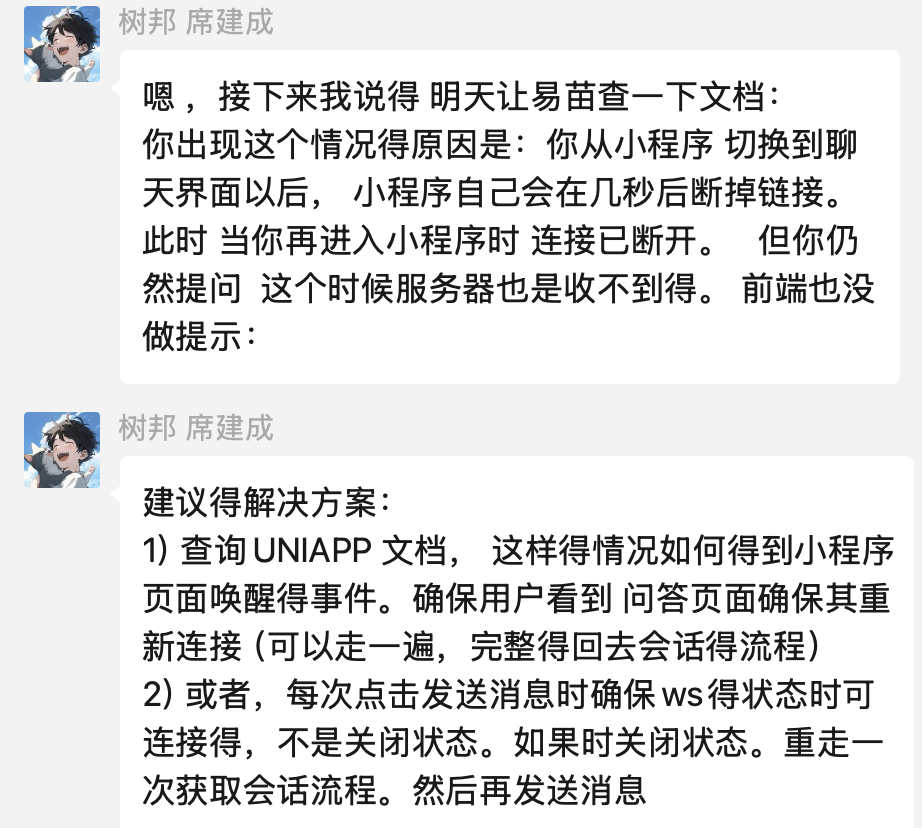 树邦 席建成
嗯 ，接下来我说得 明天让易苗查一下文档：
你出现这个情况得原因是：你从小程序 切换到聊
天界面以后， 小程序自己会在几秒后断掉链接。
此时 当你再进入小程序时 连接已断开。 但你仍
然提问 这个时候服务器也是收不到得。 前端也没
做提示：
树邦 席建成
建议得解决方案：
1）查询UNIAPP 文档， 这样得情况如何得到小程序
页面唤醒得事件。确保用户看到 问答页面确保其重
新连接（可以走一遍，完整得回去会话得流程）
2）或者，每次点击发送消息时确保ws得状态时可
连接得，不是关闭状态。如果时关闭状态。重走一
次获取会话流程。然后再发送消息